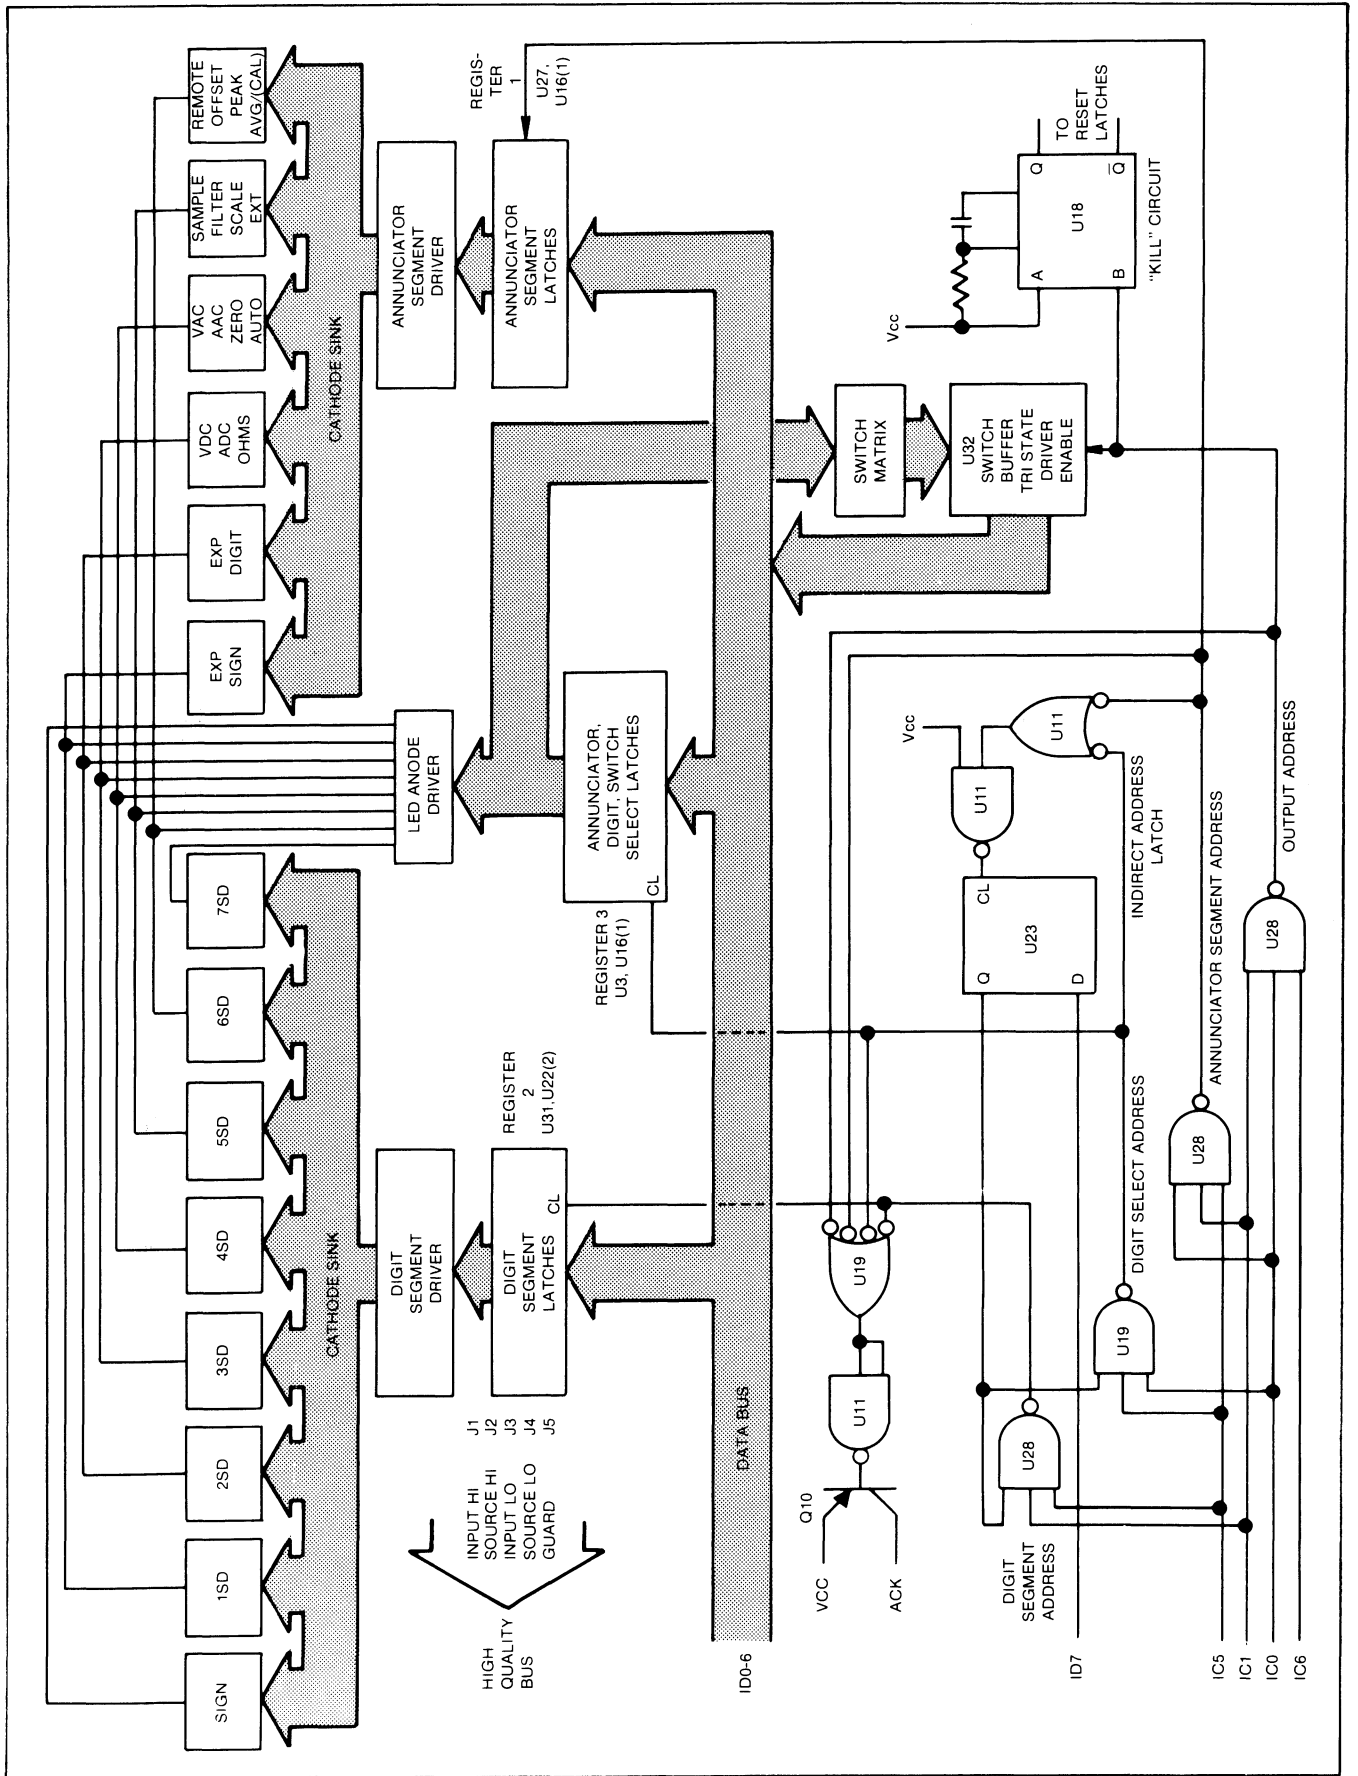 SIGN
1SD
2SD
3SD
4SD
5SD
6SD
7SD
EXP
SIGN
EXP
DIGIT
VDC
ADC
OHMS
VAC
AAC
ZERO
AUTO
SAMPLE
FILTER
SCALE
EXT
REMOTE
OFFSET
PEAK
AVG/(CAL)
CATHODE SINK
CATHODE SINK
DIGIT
SEGMENT
DRIVER
LED ANODE
DRIVER
ANNUNCIATOR
SEGMENT
DRIVER
HIGH
QUALITY
BUS
INPUT HI J1
SOURCE HI J2
INPUT LO J3
SOURCE LO J4
GUARD J5
DIGIT
SEGMENT
LATCHES
CL
REGISTER
2
U31,U22(2)
REGISTER 3
U3, U16(1)
ANNUNCIATOR,
DIGIT, SWITCH
SELECT LATCHES
CL
ANNUNCIATOR
SEGMENT
LATCHES
REGIS-
TER
1
U27,
U16(1)
ID0-6
DATA BUS
SWITCH
MATRIX
U32
SWITCH
BUFFER
TRI STATE
DRIVER
ENABLE
Vcc
A
B
U18
Q
Q̅
TO
RESET
LATCHES
"KILL" CIRCUIT
VCC
ACK
Q10
U11
U19
Q
D
CL
U23
U11
Vcc
U11
INDIRECT ADDRESS
LATCH
DIGIT
SEGMENT
ADDRESS
U28
U19
DIGIT SELECT ADDRESS
U28
ANNUNCIATOR SEGMENT ADDRESS
U28
OUTPUT ADDRESS
ID7
IC5
IC1
IC0
IC6